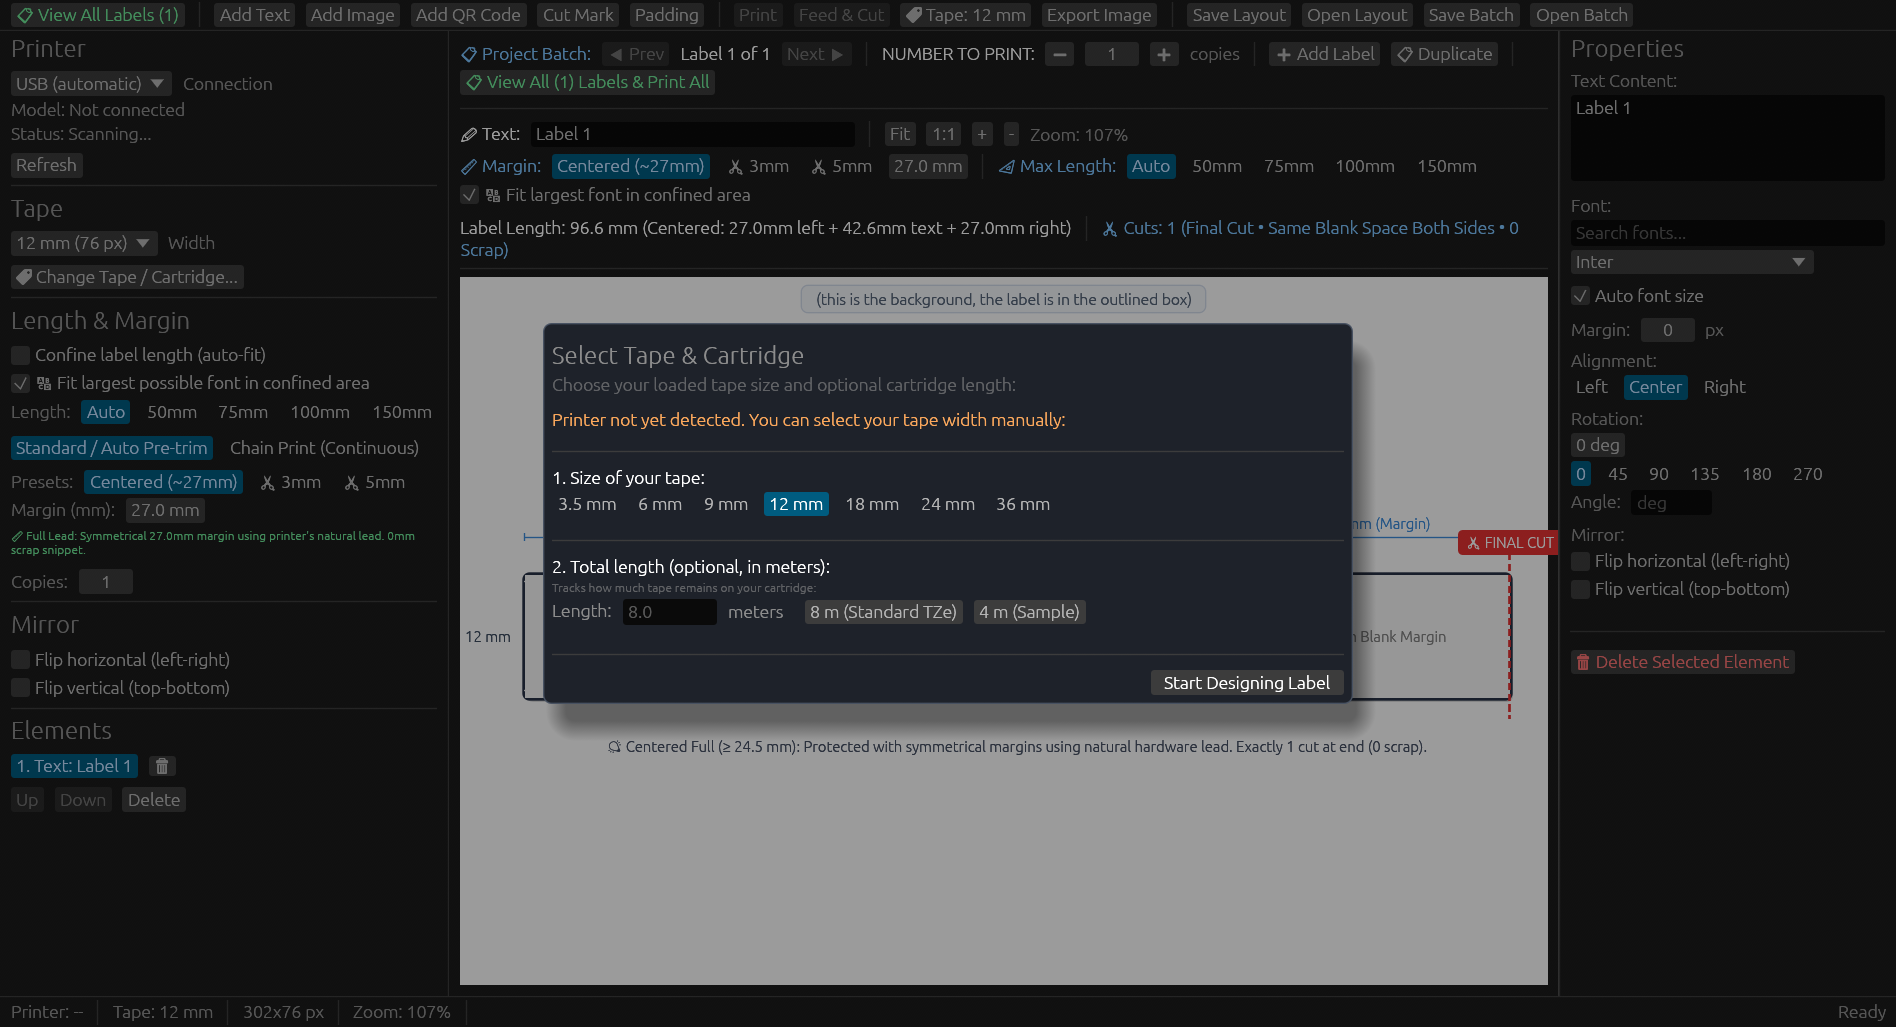 View All Labels (1) Add Text Add Image Add QR Code Cut Mark Padding Print Feed & Cut Tape: 12 mm Export Image Save Layout Open Layout Save Batch Open Batch
Printer
USB (automatic) Connection
Model: Not connected
Status: Scanning...
Refresh
Tape
12 mm (76 px) Width
Change Tape / Cartridge...
Length & Margin
Confine label length (auto-fit)
Fit largest possible font in confined area
Length: Auto 50mm 75mm 100mm 150mm
Standard / Auto Pre-trim Chain Print (Continuous)
Presets: Centered (~27mm) 3mm 5mm
Margin (mm): 27.0 mm
Full Lead: Symmetrical 27.0mm margin using printer's natural lead. 0mm
scrap snippet.
Copies: 1
Mirror
Flip horizontal (left-right)
Flip vertical (top-bottom)
Elements
1. Text: Label 1
Up Down Delete
Project Batch: Prev Label 1 of 1 Next NUMBER TO PRINT: − 1 + copies + Add Label Duplicate
View All (1) Labels & Print All
Text: Label 1 Fit 1:1 + - Zoom: 107%
Margin: Centered (~27mm) 3mm 5mm 27.0 mm Max Length: Auto 50mm 75mm 100mm 150mm
Fit largest font in confined area
Label Length: 96.6 mm (Centered: 27.0mm left + 42.6mm text + 27.0mm right) Cuts: 1 (Final Cut • Same Blank Space Both Sides • 0
Scrap)
(this is the background, the label is in the outlined box)
Select Tape & Cartridge
Choose your loaded tape size and optional cartridge length:
Printer not yet detected. You can select your tape width manually:
1. Size of your tape:
3.5 mm 6 mm 9 mm 12 mm 18 mm 24 mm 36 mm
2. Total length (optional, in meters):
Tracks how much tape remains on your cartridge:
Length: 8.0 meters 8 m (Standard TZe) 4 m (Sample)
Start Designing Label
mm (Margin)
FINAL CUT
12 mm
Blank Margin
Centered Full (≥ 24.5 mm): Protected with symmetrical margins using natural hardware lead. Exactly 1 cut at end (0 scrap).
Properties
Text Content:
Label 1
Font:
Search fonts...
Inter
Auto font size
Margin: 0 px
Alignment:
Left Center Right
Rotation:
0 deg
0 45 90 135 180 270
Angle: deg
Mirror:
Flip horizontal (left-right)
Flip vertical (top-bottom)
Delete Selected Element
Printer: – Tape: 12 mm 302x76 px Zoom: 107% Ready